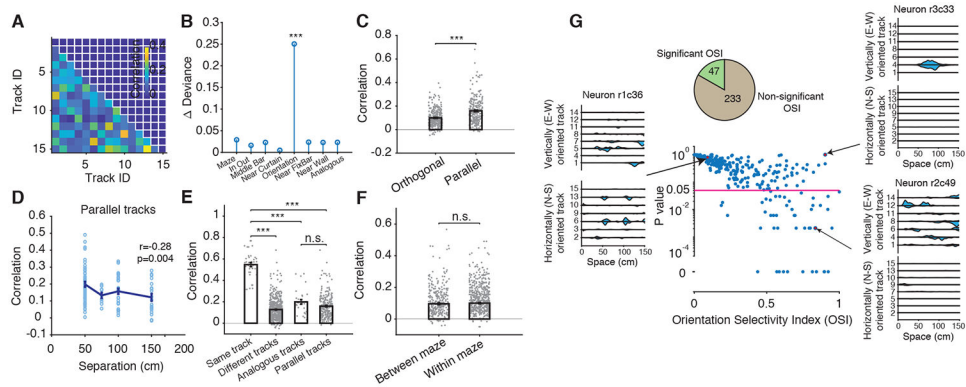 A
Track ID
5
10
15
5
10
15
Track ID
B
Δ Deviance
0.25
0.2
0.15
0.1
0.05
0
***
Maze
In Out
Middle Bar
Near Curtain
Orientation
Near FixBar
Near Wall
Analogous
C
Correlation
0.8
0.6
0.4
0.2
0
***
Orthogonal
Parallel
D
Parallel tracks
Correlation
0.6
0.5
0.4
0.3
0.2
0.1
0
-0.1
r=-0.28
p=0.004
0
50
100
150
200
Separation (cm)
E
Correlation
0.8
0.6
0.4
0.2
0
***
***
***
n.s.
Same track
Different tracks
Analogous tracks
Parallel tracks
F
Correlation
0.6
0.4
0.2
0
n.s.
Between maze
Within maze
G
Significant OSI
47
233
Non-significant
OSI
Neuron r1c36
Vertically (E-W)
oriented track
14
12
11
7
5
4
1
Horizontally (N-S)
oriented track
15
13
10
9
6
3
2
0
50
100
150
Space (cm)
P value
0.05
0
0
0.5
1
Orientation Selectivity Index (OSI)
Neuron r3c33
Vertically (E-W)
oriented track
14
12
11
8
6
4
1
Horizontally (N-S)
oriented track
15
13
10
9
7
3
2
0
50
100
150
Space (cm)
Neuron r2c49
Vertically (E-W)
oriented track
14
12
11
8
6
4
1
Horizontally (N-S)
oriented track
15
13
10
9
7
3
2
0
50
100
150
Space (cm)